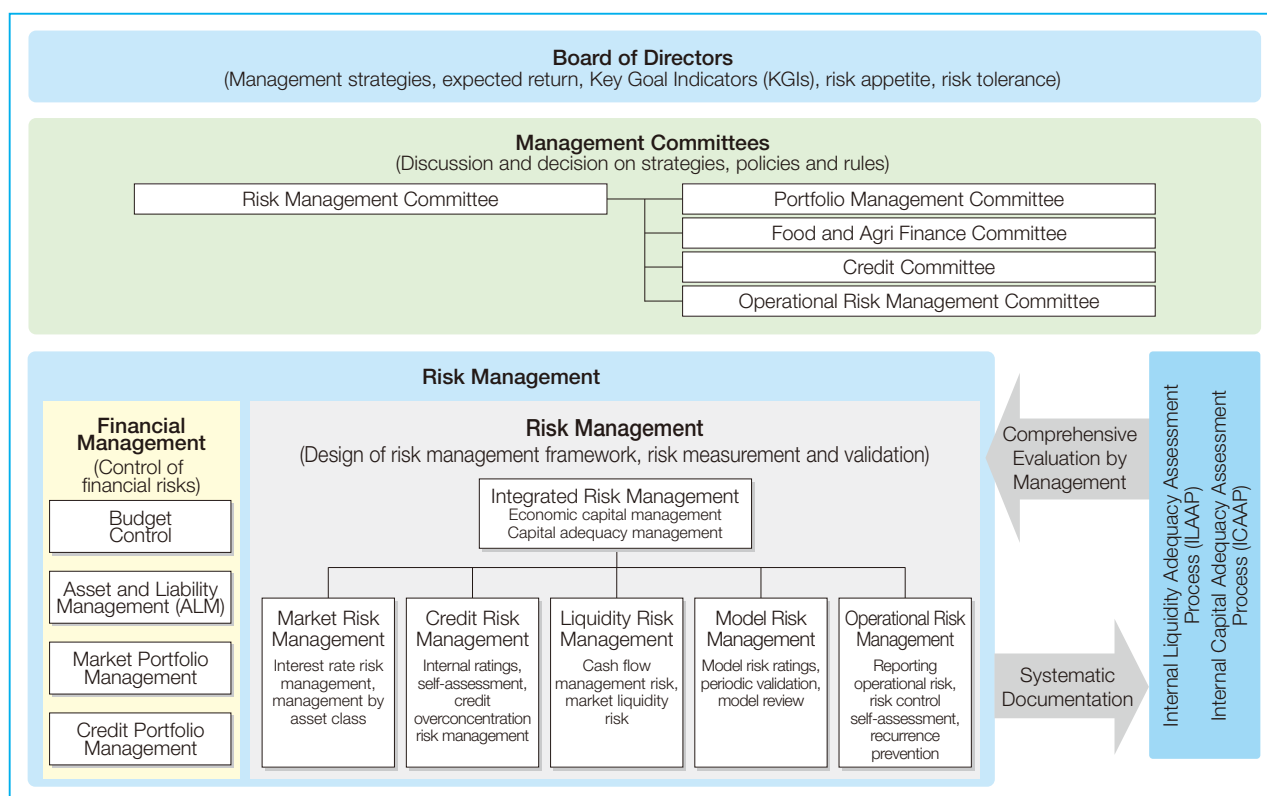 Board of Directors
(Management strategies, expected return, Key Goal Indicators (KGIs), risk appetite, risk tolerance)
Management Committees
(Discussion and decision on strategies, policies and rules)
Risk Management Committee
Portfolio Management Committee
Food and Agri Finance Committee
Credit Committee
Operational Risk Management Committee
Risk Management
Financial
Management
(Control of
financial risks)
Budget
Control
Asset and Liability
Management (ALM)
Market Portfolio
Management
Credit Portfolio
Management
Risk Management
(Design of risk management framework, risk measurement and validation)
Integrated Risk Management
Economic capital management
Capital adequacy management
Market Risk
Management
Interest rate risk
management,
management by
asset class
Credit Risk
Management
Internal ratings,
self-assessment,
credit
overconcentration
risk management
Liquidity Risk
Management
Cash flow
management risk,
market liquidity
risk
Model Risk
Management
Model risk ratings,
periodic validation,
model review
Operational Risk
Management
Reporting
operational risk,
risk control
self-assessment,
recurrence
prevention
Comprehensive
Evaluation by
Management
Systematic
Documentation
Internal Liquidity Adequacy Assessment
Process (ILAAP)
Internal Capital Adequacy Assessment
Process (ICAAP)